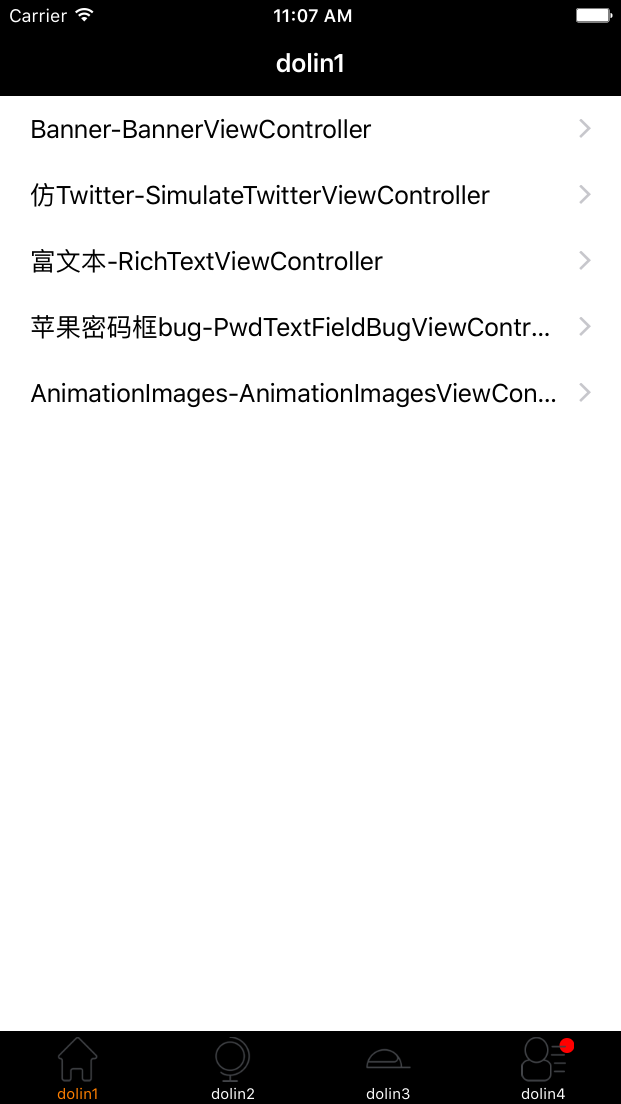 Carrier 11:07 AM
dolin1
Banner-BannerViewController
仿Twitter-SimulateTwitterViewController
富文本-RichTextViewController
苹果密码框bug-PwdTextFieldBugViewContr...
AnimationImages-AnimationImagesViewCon...
dolin1 dolin2 dolin3 dolin4